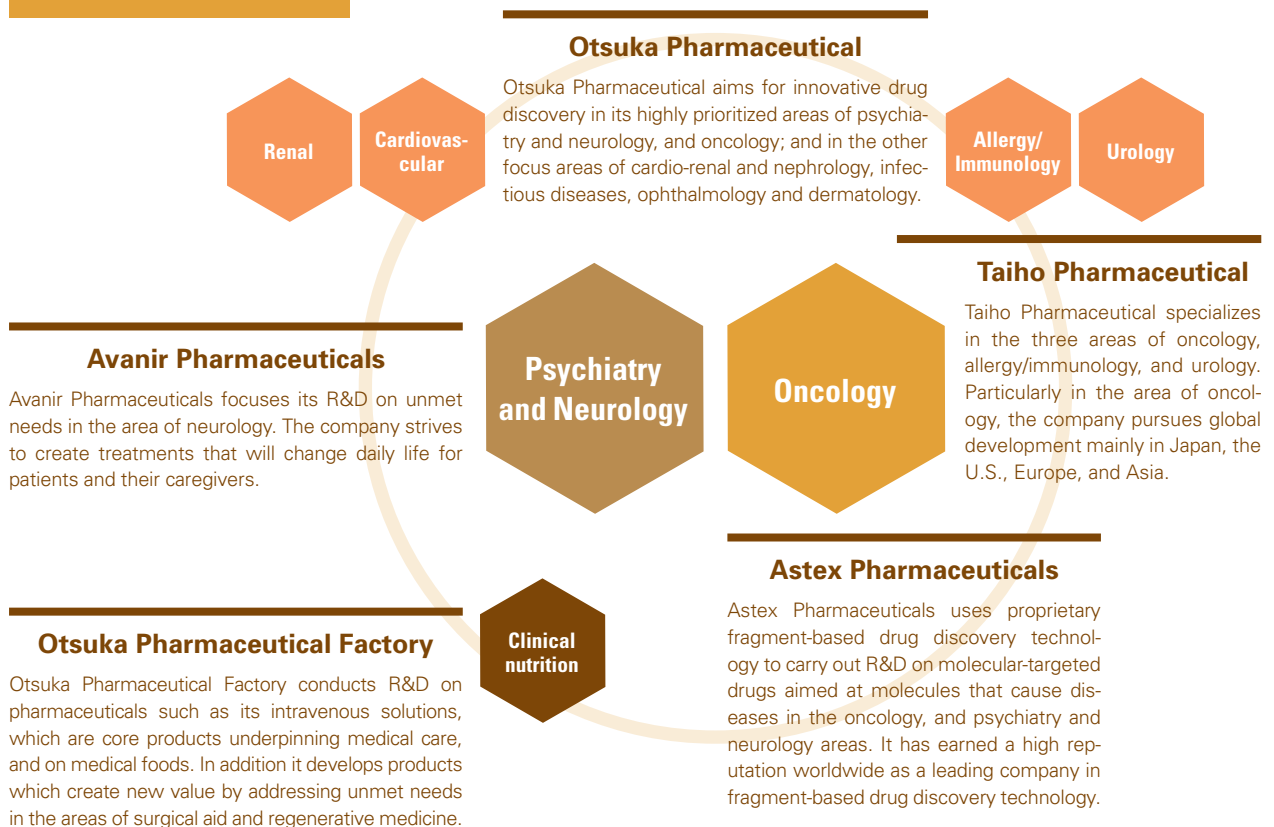 Otsuka Pharmaceutical
Otsuka Pharmaceutical aims for innovative drug
discovery in its highly prioritized areas of psychia-
try and neurology, and oncology; and in the other
focus areas of cardio-renal and nephrology, infec-
tious diseases, ophthalmology and dermatology.
Renal
Cardiovas-
cular
Allergy/
Immunology
Urology
Taiho Pharmaceutical
Taiho Pharmaceutical specializes
in the three areas of oncology,
allergy/immunology, and urology.
Particularly in the area of oncol-
ogy, the company pursues global
development mainly in Japan, the
U.S., Europe, and Asia.
Psychiatry
and Neurology
Oncology
Avanir Pharmaceuticals
Avanir Pharmaceuticals focuses its R&D on unmet
needs in the area of neurology. The company strives
to create treatments that will change daily life for
patients and their caregivers.
Astex Pharmaceuticals
Astex Pharmaceuticals uses proprietary
fragment-based drug discovery technol-
ogy to carry out R&D on molecular-targeted
drugs aimed at molecules that cause dis-
eases in the oncology, and psychiatry and
neurology areas. It has earned a high rep-
utation worldwide as a leading company in
fragment-based drug discovery technology.
Clinical
nutrition
Otsuka Pharmaceutical Factory
Otsuka Pharmaceutical Factory conducts R&D on
pharmaceuticals such as its intravenous solutions,
which are core products underpinning medical care,
and on medical foods. In addition it develops products
which create new value by addressing unmet needs
in the areas of surgical aid and regenerative medicine.